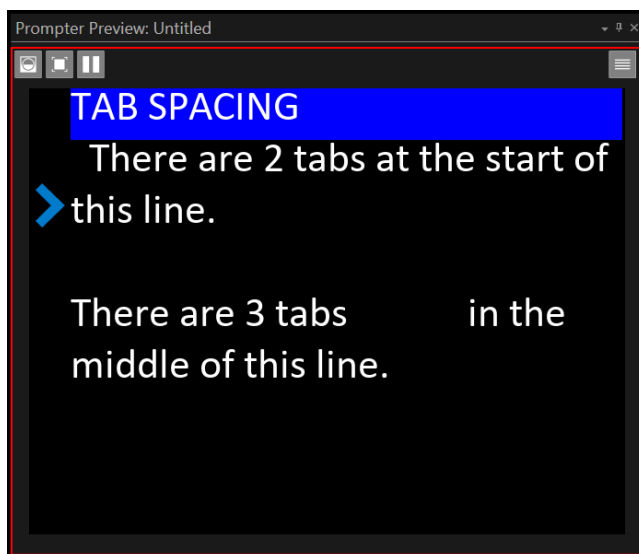 Prompter Preview: Untitled
TAB SPACING
There are 2 tabs at the start of
this line.
There are 3 tabs in the
middle of this line.